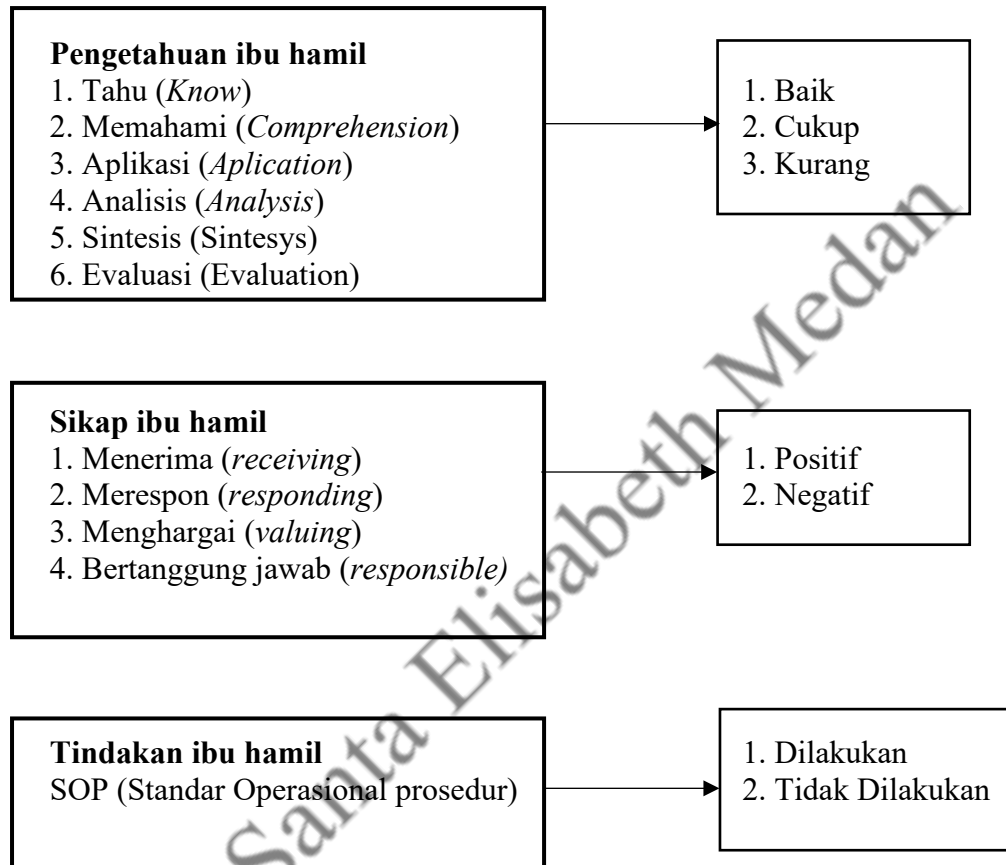 Pengetahuan ibu hamil
1. Tahu (Know)
2. Memahami (Comprehension)
3. Aplikasi (Aplication)
4. Analisis (Analysis)
5. Sintesis (Sintesys)
6. Evaluasi (Evaluation)
1. Baik
2. Cukup
3. Kurang
Sikap ibu hamil
1. Menerima (receiving)
2. Merespon (responding)
3. Menghargai (valuing)
4. Bertanggung jawab (responsible)
1. Positif
2. Negatif
Tindakan ibu hamil
SOP (Standar Operasional prosedur)
1. Dilakukan
2. Tidak Dilakukan
Santa Elisabeth Medan